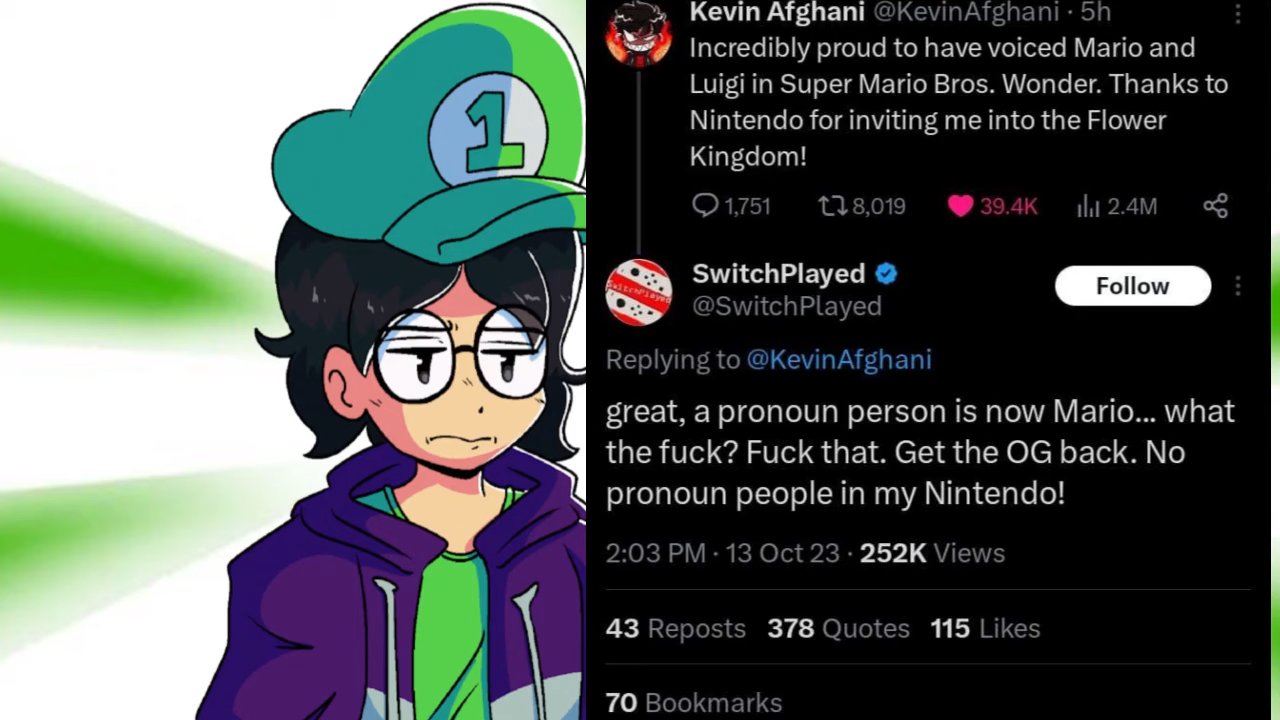 1
Kevin Afghani @KevinAfghani · 5h
Incredibly proud to have voiced Mario and
Luigi in Super Mario Bros. Wonder. Thanks to
Nintendo for inviting me into the Flower
Kingdom!
1,751 8,019 39.4K 2.4M
SwitchPlayed
SwitchPlayed
@SwitchPlayed
Follow
Replying to @KevinAfghani
great, a pronoun person is now Mario... what
the fuck? Fuck that. Get the OG back. No
pronoun people in my Nintendo!
2:03 PM · 13 Oct 23 · 252K Views
43 Reposts 378 Quotes 115 Likes
70 Bookmarks